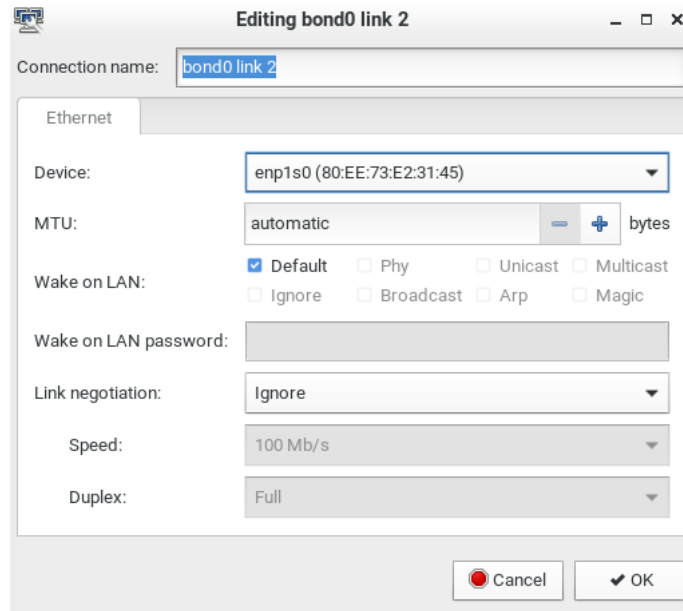 Editing bond0 link 2
Connection name: bond0 link 2
Ethernet
Device: enp1s0 (80:EE:73:E2:31:45)
MTU: automatic bytes
Wake on LAN:
Default Phy Unicast Multicast
Ignore Broadcast Arp Magic
Wake on LAN password:
Link negotiation: Ignore
Speed: 100 Mb/s
Duplex: Full
Cancel OK